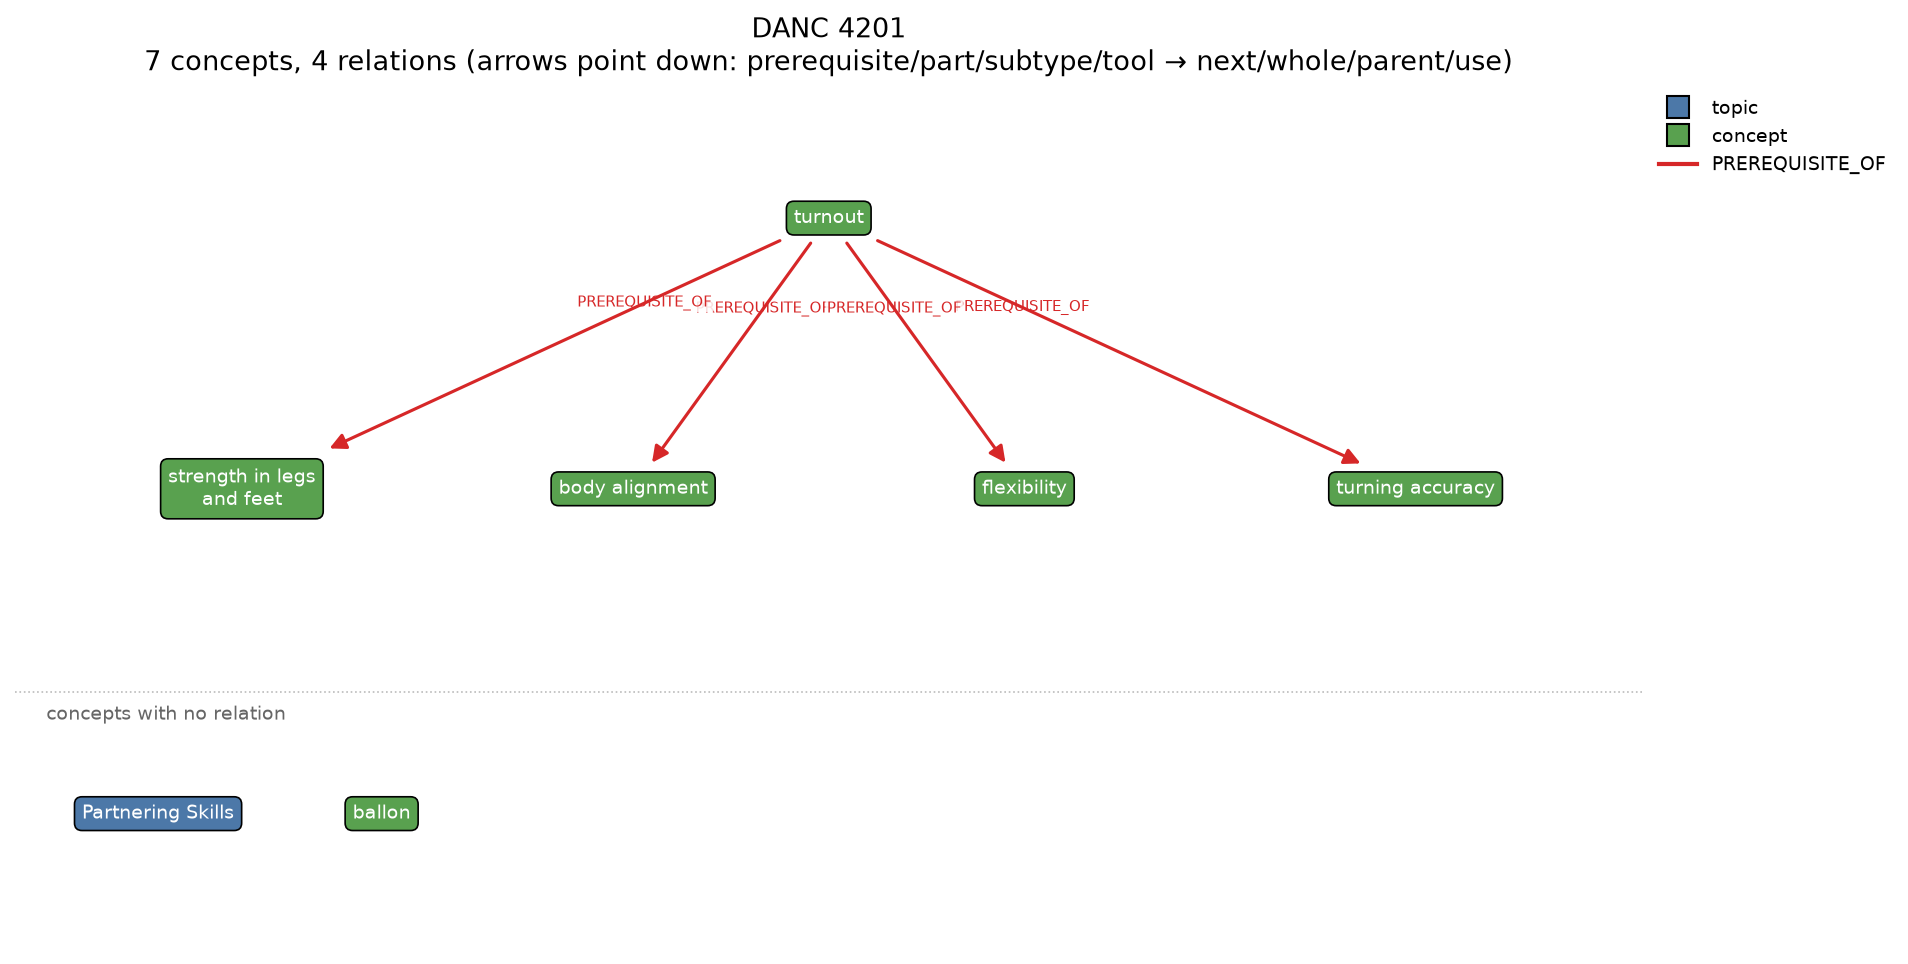 DANC 4201
7 concepts, 4 relations (arrows point down: prerequisite/part/subtype/tool → next/whole/parent/use)
topic
concept
PREREQUISITE_OF
turnout
PREREQUISITE_OF
EREQUISITE_OF
PREREQUISITE_OF
REREQUISITE_OF
strength in legs
and feet
body alignment
flexibility
turning accuracy
concepts with no relation
Partnering Skills
ballon